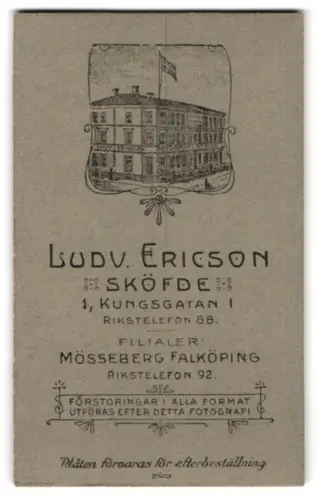 LUDV. ERICSON
SKÖFDE
1, KUNGSGATAN 1
RIKSTELEFON 88.
FILIALER:
MÖSSEBERG FALKÖPING
RIKSTELEFON 92.
FÖRSTORINGAR I ALLA FORMAT
UTFÖRAS EFTER DETTA FOTOGRAFI
Plåten förvaras för efterbeställning